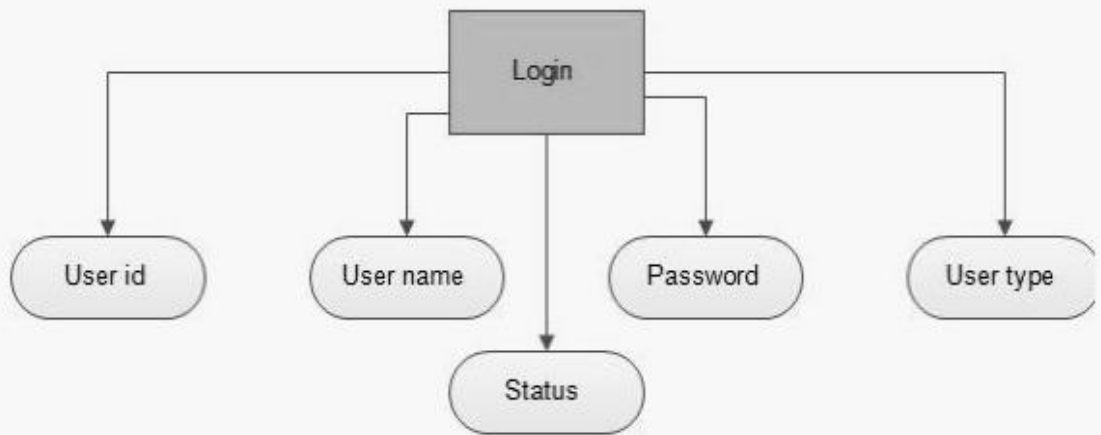 Login
User id
User name
Password
User type
Status